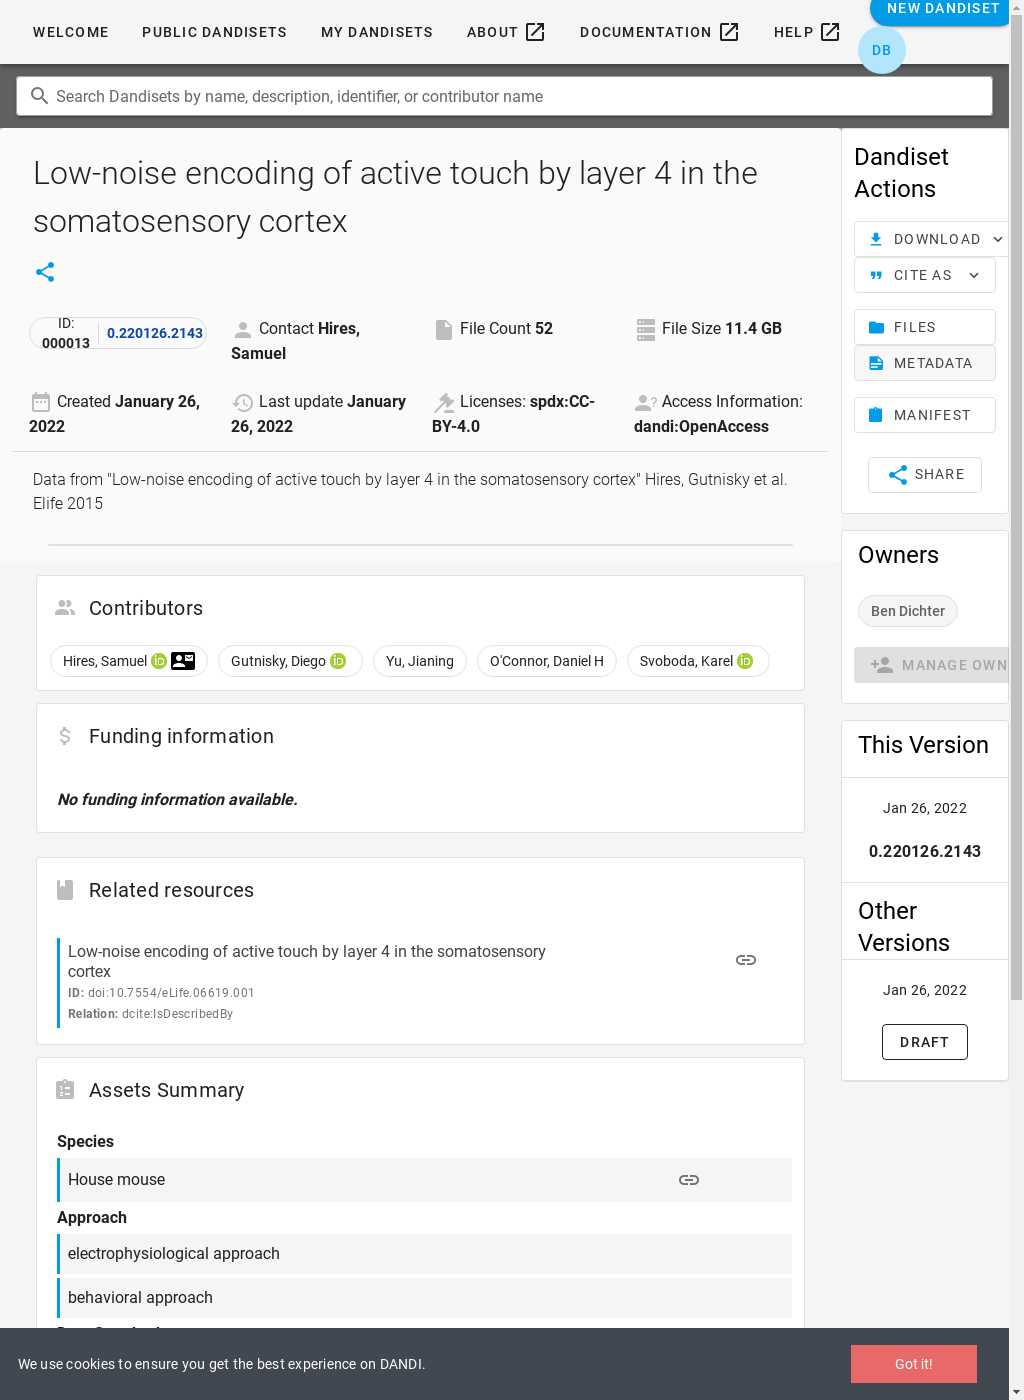 WELCOME PUBLIC DANDISETS MY DANDISETS ABOUT DOCUMENTATION HELP NEW DANDISET
DB
Search Dandisets by name, description, identifier, or contributor name
Low-noise encoding of active touch by layer 4 in the
somatosensory cortex
ID:
000013
0.220126.2143
Contact Hires,
Samuel
File Count 52
File Size 11.4 GB
Created January 26,
2022
Last update January
26, 2022
Licenses: spdx:CC-
BY-4.0
Access Information:
dandi:OpenAccess
Data from "Low-noise encoding of active touch by layer 4 in the somatosensory cortex" Hires, Gutnisky et al.
Elife 2015
Contributors
Hires, Samuel iD Gutnisky, Diego iD Yu, Jianing O'Connor, Daniel H Svoboda, Karel iD
Funding information
No funding information available.
Related resources
Low-noise encoding of active touch by layer 4 in the somatosensory
cortex
ID: doi:10.7554/eLife.06619.001
Relation: dcite:IsDescribedBy
Assets Summary
Species
House mouse
Approach
electrophysiological approach
behavioral approach
Dandiset
Actions
DOWNLOAD
CITE AS
FILES
METADATA
MANIFEST
SHARE
Owners
Ben Dichter
MANAGE OWN
This Version
Jan 26, 2022
0.220126.2143
Other
Versions
Jan 26, 2022
DRAFT
We use cookies to ensure you get the best experience on DANDI.
Got it!